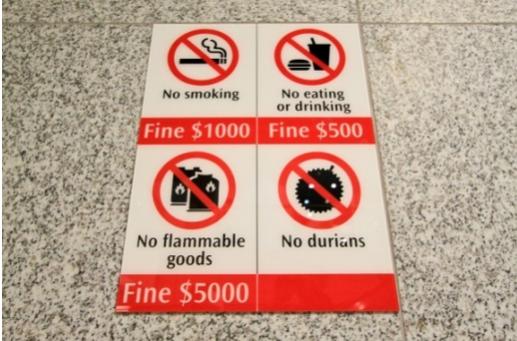 No smoking
No eating
or drinking
Fine $1000
Fine $500
No flammable
goods
No durians
Fine $5000